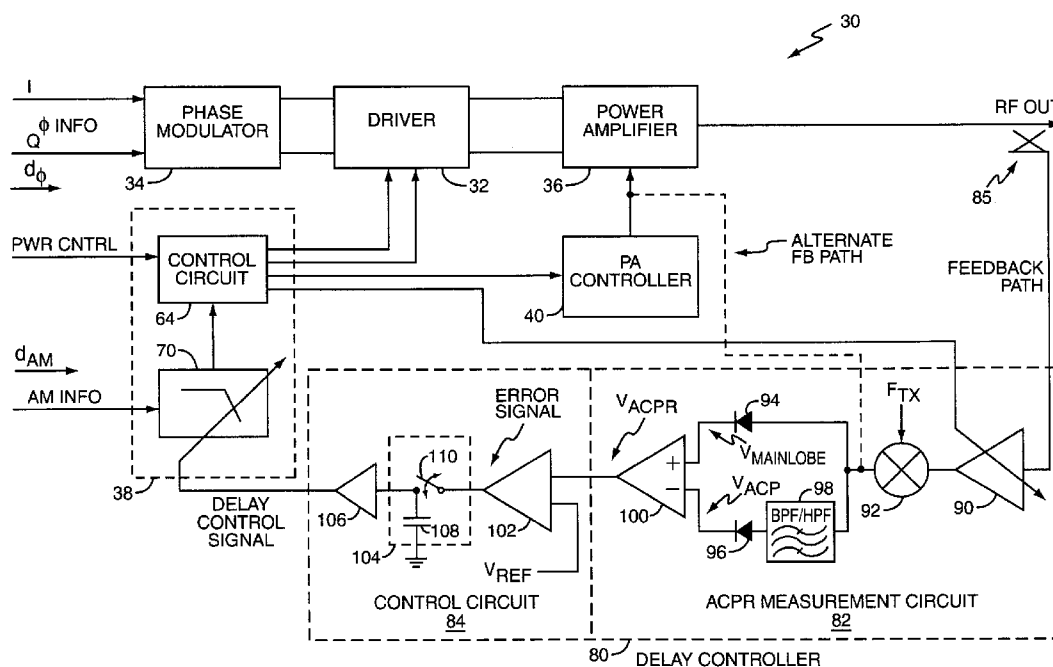 30
I
Q
ϕ INFO
dϕ
PHASE
MODULATOR
34
DRIVER
32
POWER
AMPLIFIER
36
RF OUT
85
PWR CNTRL
CONTROL
CIRCUIT
64
PA
CONTROLLER
40
ALTERNATE
FB PATH
FEEDBACK
PATH
dAM
AM INFO
70
38
DELAY
CONTROL
SIGNAL
106
104
108
110
ERROR
SIGNAL
102
VREF
VACPR
100
+
−
VMAINLOBE
VACP
94
96
98
BPF/HPF
FTX
92
90
CONTROL CIRCUIT
84
ACPR MEASUREMENT CIRCUIT
82
80
DELAY CONTROLLER